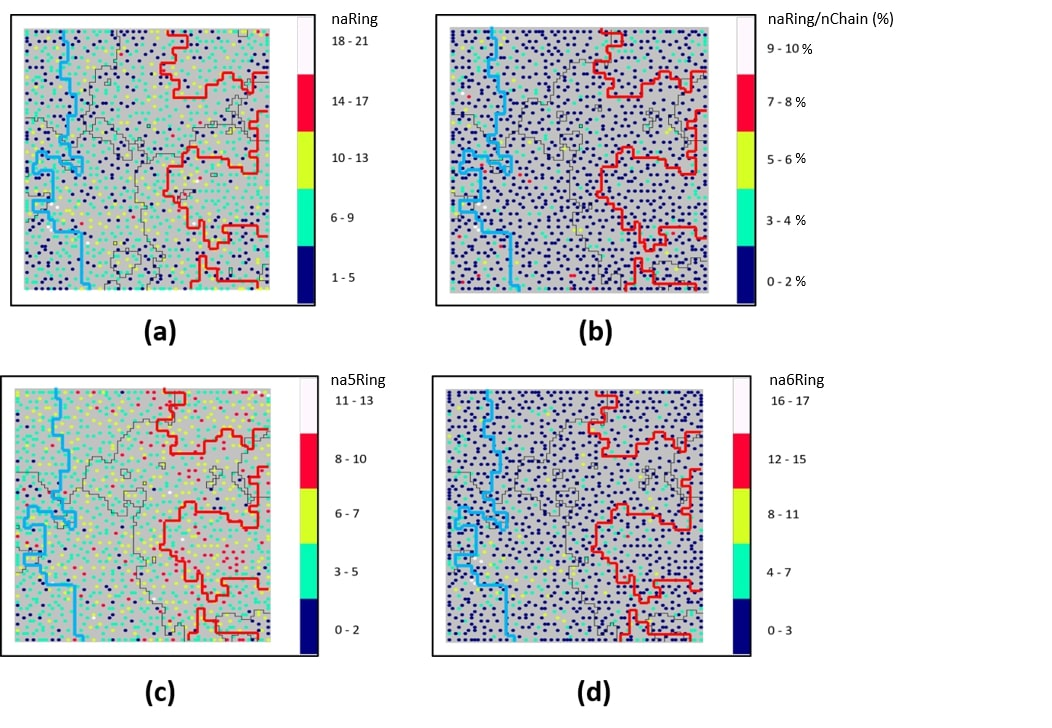 naRing
18 - 21
14 - 17
10 - 13
6 - 9
1 - 5
(a)
naRing/nChain (%)
9 - 10 %
7 - 8 %
5 - 6 %
3 - 4 %
0 - 2 %
(b)
na5Ring
11 - 13
8 - 10
6 - 7
3 - 5
0 - 2
(c)
na6Ring
16 - 17
12 - 15
8 - 11
4 - 7
0 - 3
(d)